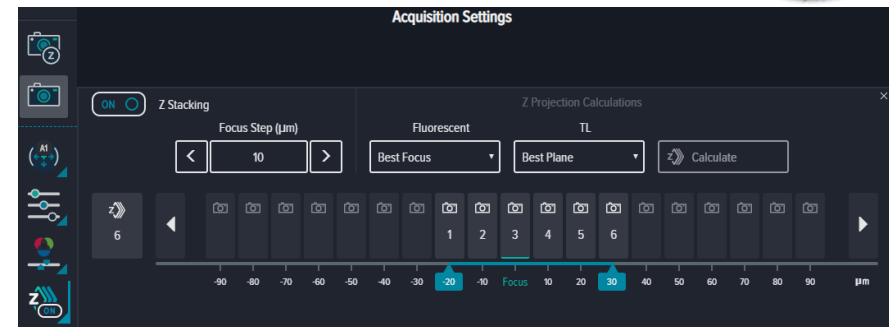 Acquisition Settings
Z
ON Z Stacking
Z Projection Calculations
Focus Step (µm)
Fluorescent
TL
A1
< 10 >
Best Focus
Best Plane
Z Calculate
Z
6
1 2 3 4 5 6
-90 -80 -70 -60 -50 -40 -30 -20 -10 Focus 10 20 30 40 50 60 70 80 90 µm
Z
ON